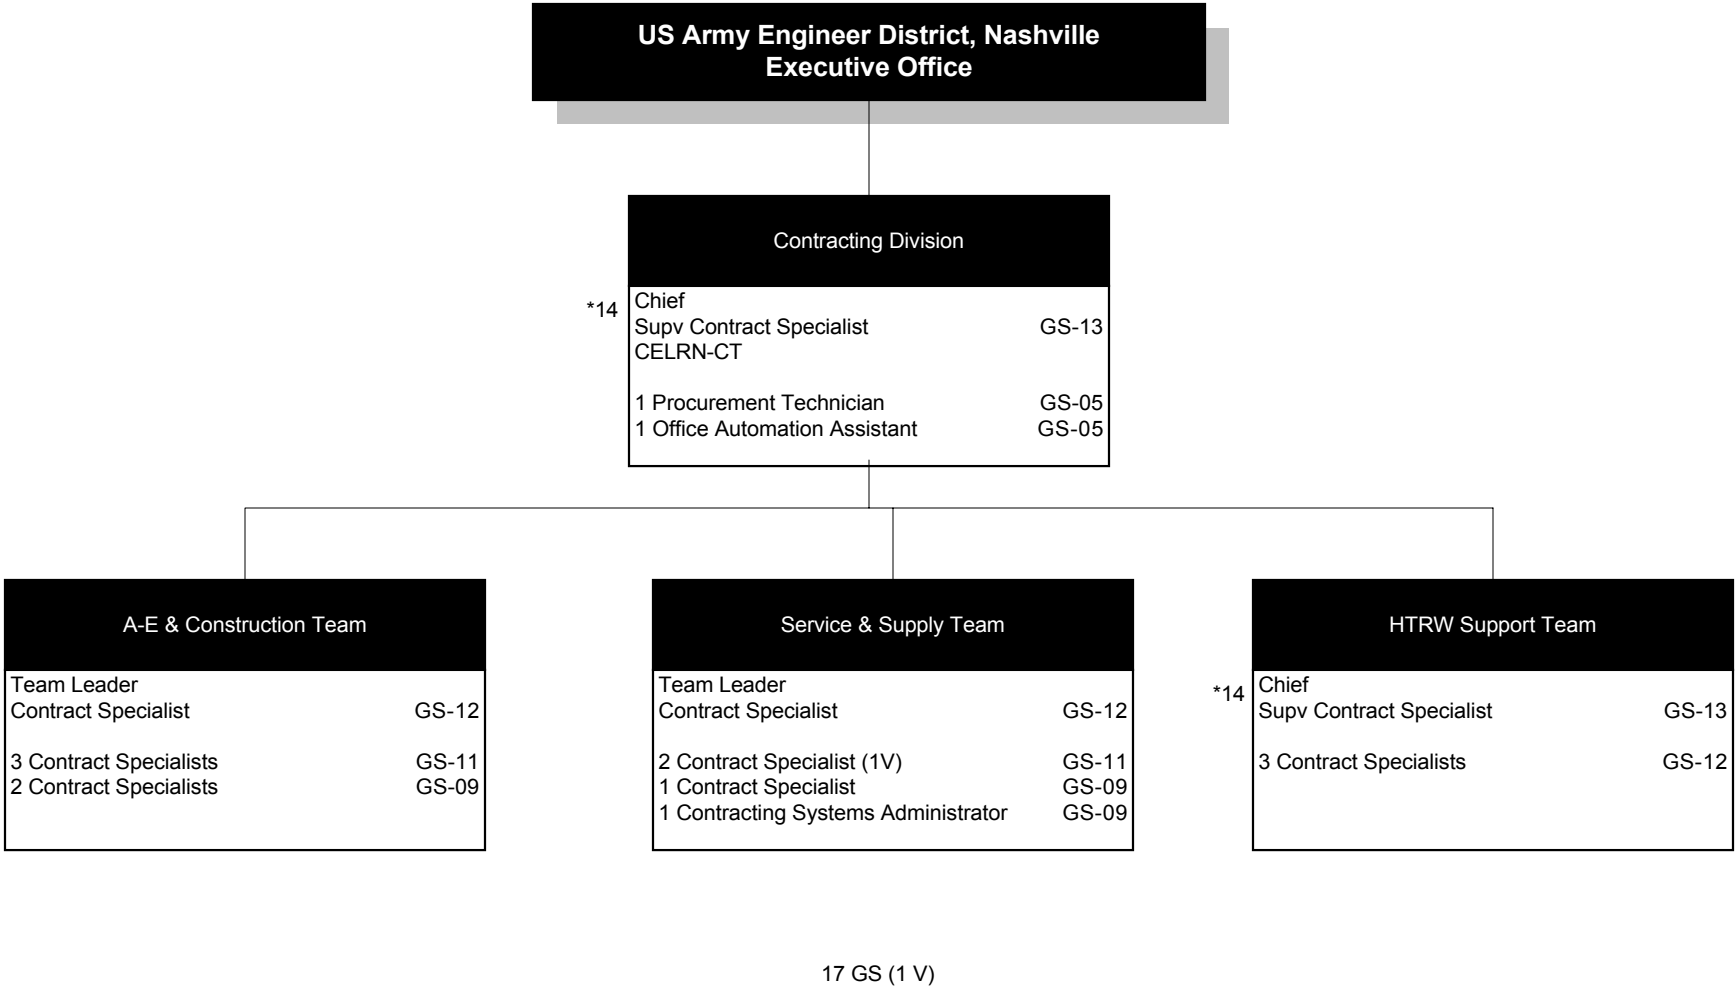 US Army Engineer District, Nashville
Executive Office
Contracting Division
*14
Chief
Supv Contract Specialist GS-13
CELRN-CT
1 Procurement Technician GS-05
1 Office Automation Assistant GS-05
A-E & Construction Team
Team Leader
Contract Specialist GS-12
3 Contract Specialists GS-11
2 Contract Specialists GS-09
Service & Supply Team
Team Leader
Contract Specialist GS-12
2 Contract Specialist (1V) GS-11
1 Contract Specialist GS-09
1 Contracting Systems Administrator GS-09
HTRW Support Team
*14
Chief
Supv Contract Specialist GS-13
3 Contract Specialists GS-12
17 GS (1 V)